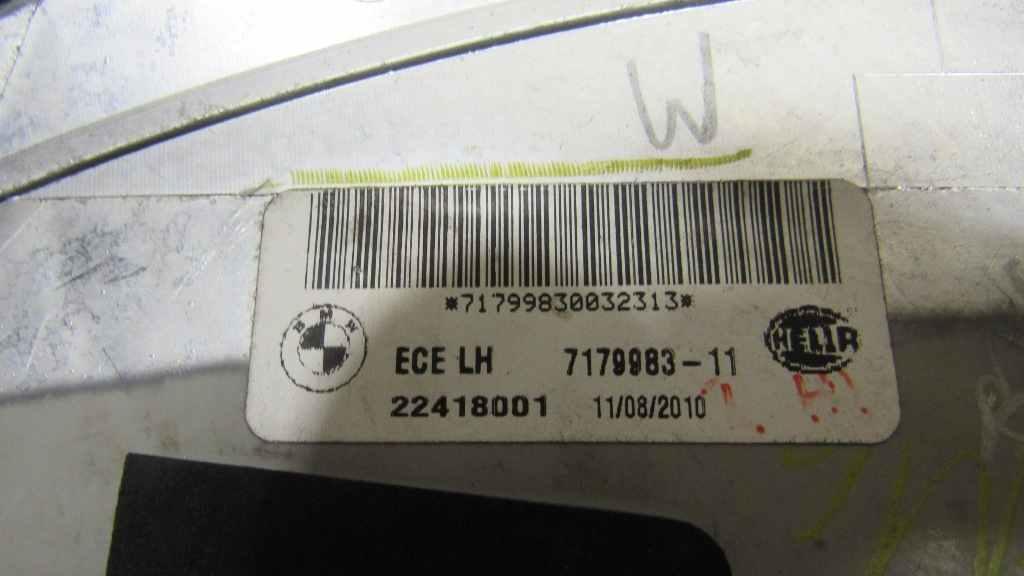 W
*71799830032313*
BMW
ECE LH 7179983-11
HELLA
22418001 11/08/2010